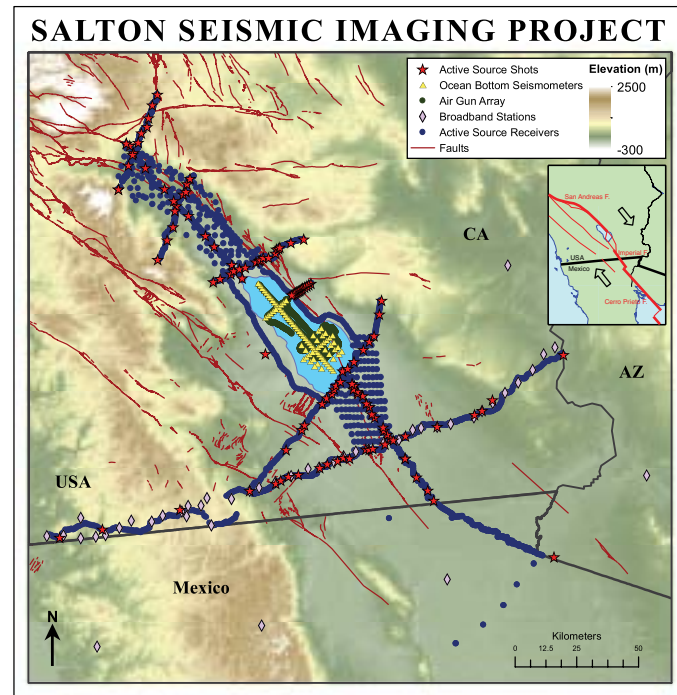 SALTON SEISMIC IMAGING PROJECT
Active Source Shots
Ocean Bottom Seismometers
Air Gun Array
Broadband Stations
Active Source Receivers
Faults
Elevation (m)
2500
-300
San Andreas F.
USA
Mexico
Imperial F.
Cerro Prieto F.
CA
AZ
USA
Mexico
N
Kilometers
0 12.5 25 50